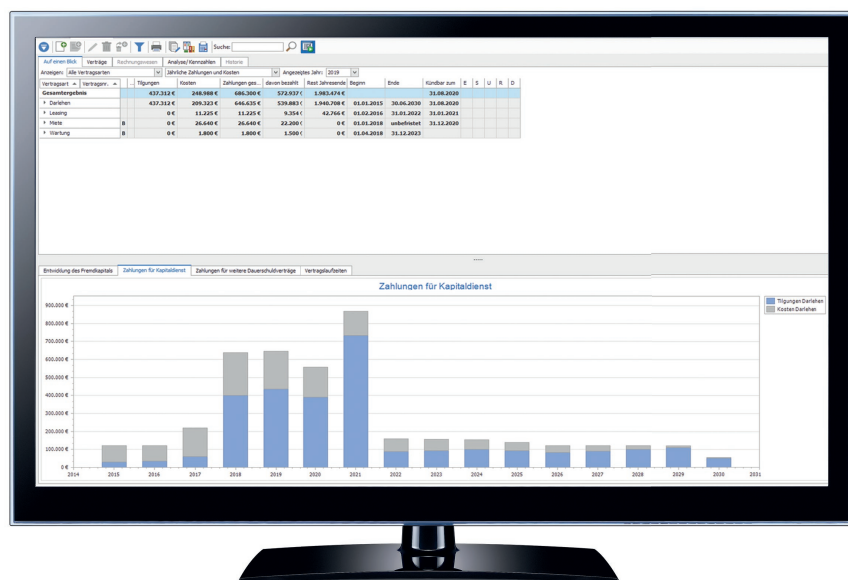 Suche:
Auf einen Blick Verträge Rechnungswesen Analyse/Kennzahlen Historie
Anzeigen: Alle Vertragsarten Jährliche Zahlungen und Kosten Angezeigtes Jahr: 2019
Vertragsart Vertragsnr. ... Tilgungen Kosten Zahlungen ges... davon bezahlt Rest Jahresende Beginn Ende Kündbar zum E S U R D
Gesamtergebnis 437.312 € 248.988 € 686.300 € 572.937 € 1.983.474 € 31.08.2020
Darlehen 437.312 € 209.323 € 646.635 € 539.883 € 1.940.708 € 01.01.2015 30.06.2030 31.08.2020
Leasing 0 € 11.225 € 11.225 € 9.354 € 42.766 € 01.02.2016 31.01.2022 31.01.2021
Miete B 0 € 26.640 € 26.640 € 22.200 € 0 € 01.01.2018 unbefristet 31.12.2020
Wartung B 0 € 1.800 € 1.800 € 1.500 € 0 € 01.04.2018 31.12.2023
Entwicklung des Fremdkapitals Zahlungen für Kapitaldienst Zahlungen für weitere Dauerschuldverträge Vertragslaufzeiten
Zahlungen für Kapitaldienst
Tilgungen Darlehen
Kosten Darlehen
900.000 €
800.000 €
700.000 €
600.000 €
500.000 €
400.000 €
300.000 €
200.000 €
100.000 €
0 €
2014 2015 2016 2017 2018 2019 2020 2021 2022 2023 2024 2025 2026 2027 2028 2029 2030 2031